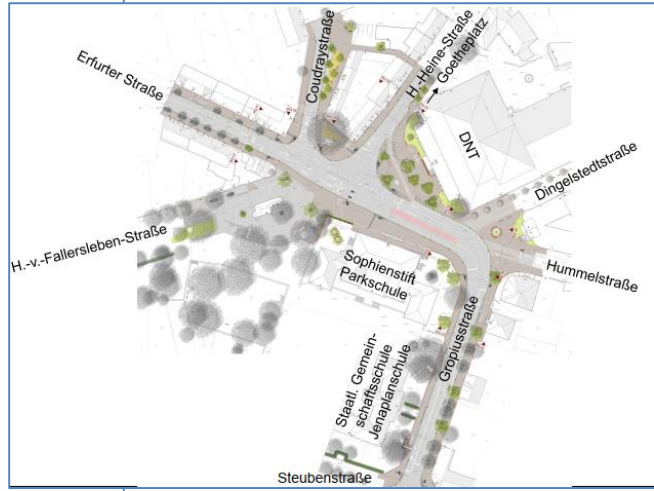 Erfurter Straße
Coudraystraße
H.-Heine-Straße
Goetheplatz
DNT
Dingelstedtstraße
H.-v.-Fallersleben-Straße
Sophienstift
Parkschule
Hummelstraße
Gropiusstraße
Staatl. Gemein-
schaftsschule
Jenaplanschule
Steubenstraße